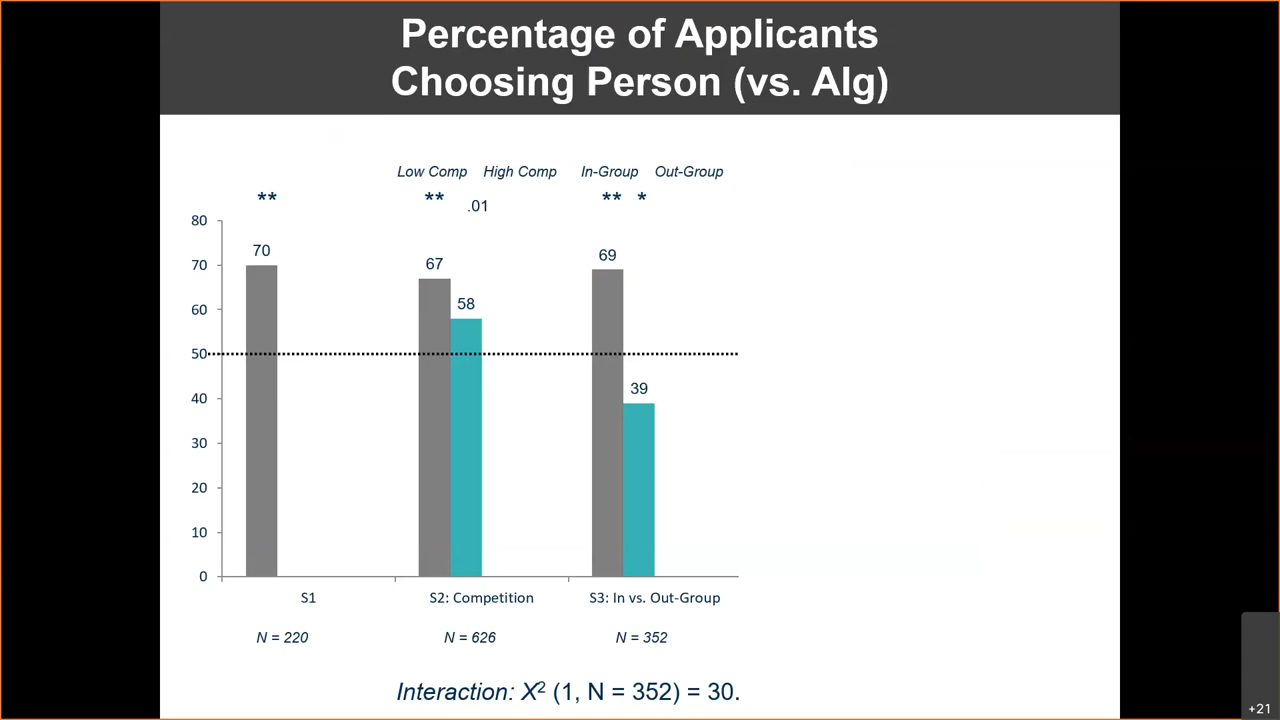 Percentage of Applicants
Choosing Person (vs. Alg)
Low Comp High Comp In-Group Out-Group
** ** .01 ** *
80
70
60
50
40
30
20
10
0
70
67
58
69
39
S1 S2: Competition S3: In vs. Out-Group
N = 220 N = 626 N = 352
Interaction: X² (1, N = 352) = 30.
+21